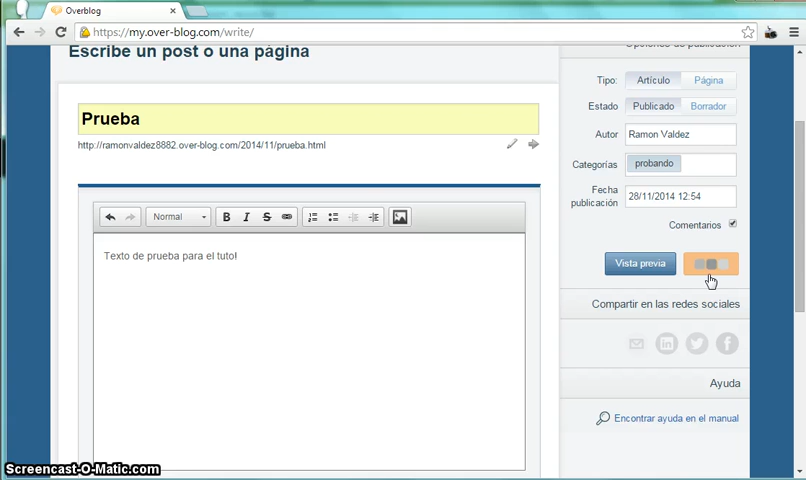 Overblog
https://my.over-blog.com/write/
Escribe un post o una página
Opciones de publicación
Prueba
Tipo: Artículo Página
http://ramonvaldez8882.over-blog.com/2014/11/prueba.html
Estado Publicado Borrador
Autor Ramon Valdez
Categorías probando
Fecha
publicación 28/11/2014 12:54
Normal B I S
Comentarios
Texto de prueba para el tutol
Vista previa
Compartir en las redes sociales
Ayuda
Encontrar ayuda en el manual
Screencast-O-Matic.com